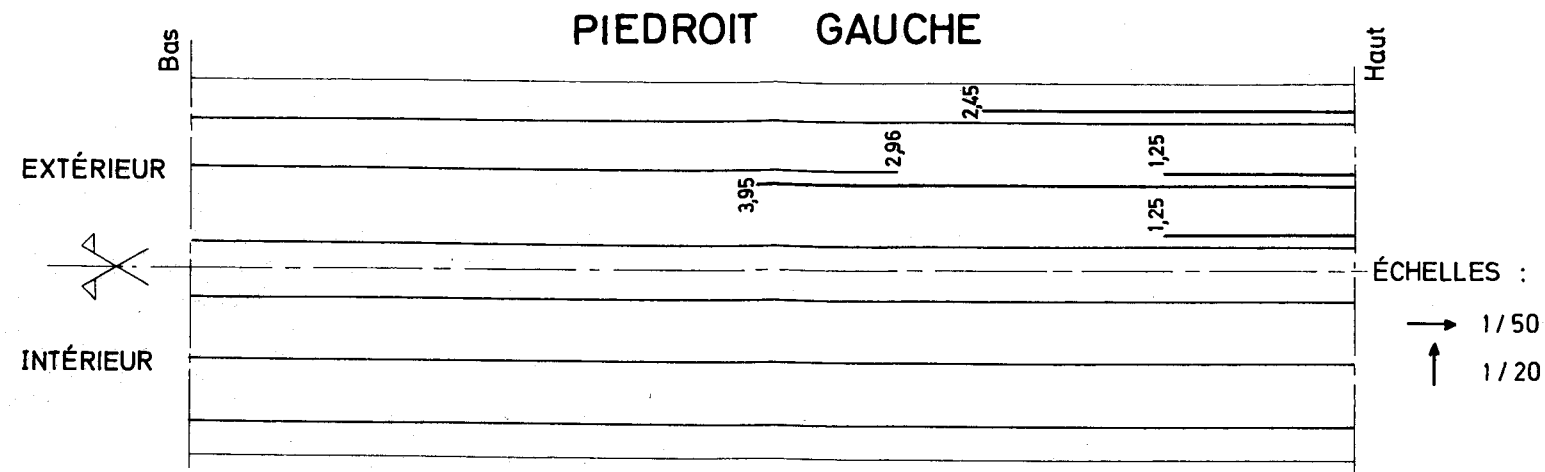 PIEDROIT GAUCHE
Bas
Haut
2,45
EXTÉRIEUR
2,96
1,25
3,95
1,25
ÉCHELLES :
1/50
INTÉRIEUR
1/20